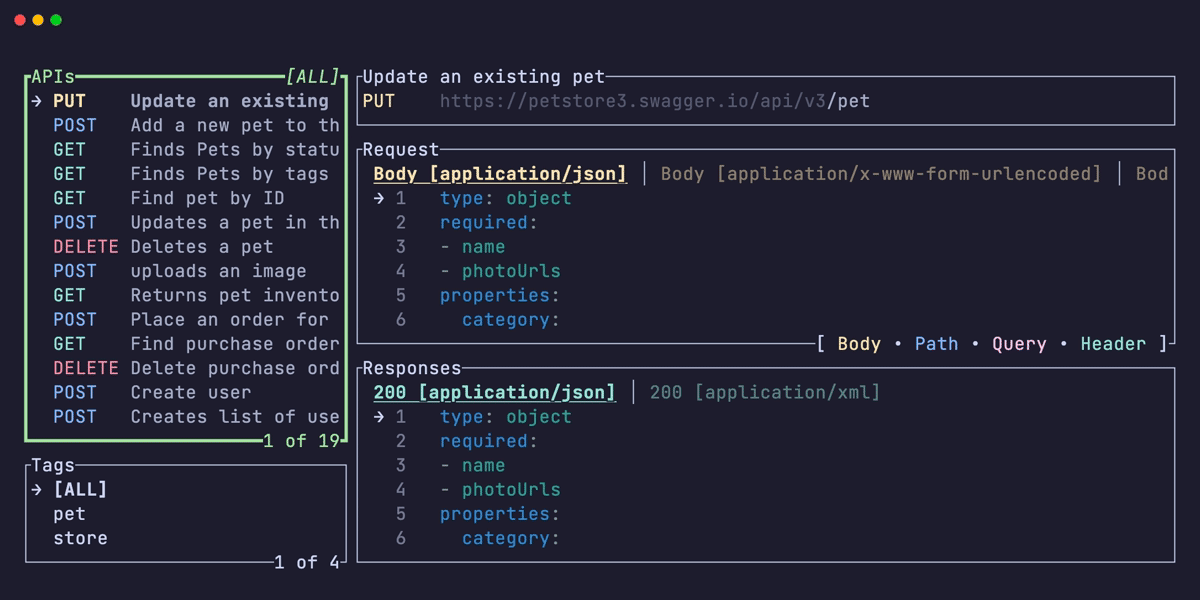 APIs [ALL]
→ PUT Update an existing
POST Add a new pet to th
GET Finds Pets by statu
GET Finds Pets by tags
GET Find pet by ID
POST Updates a pet in th
DELETE Deletes a pet
POST uploads an image
GET Returns pet invento
POST Place an order for
GET Find purchase order
DELETE Delete purchase ord
POST Create user
POST Creates list of use
1 of 19
Tags
→ [ALL]
pet
store
1 of 4
Update an existing pet
PUT https://petstore3.swagger.io/api/v3/pet
Request
Body [application/json] │ Body [application/x-www-form-urlencoded] │ Bod
→ 1 type: object
2 required:
3 - name
4 - photoUrls
5 properties:
6 category:
[ Body • Path • Query • Header ]
Responses
200 [application/json] │ 200 [application/xml]
→ 1 type: object
2 required:
3 - name
4 - photoUrls
5 properties:
6 category: